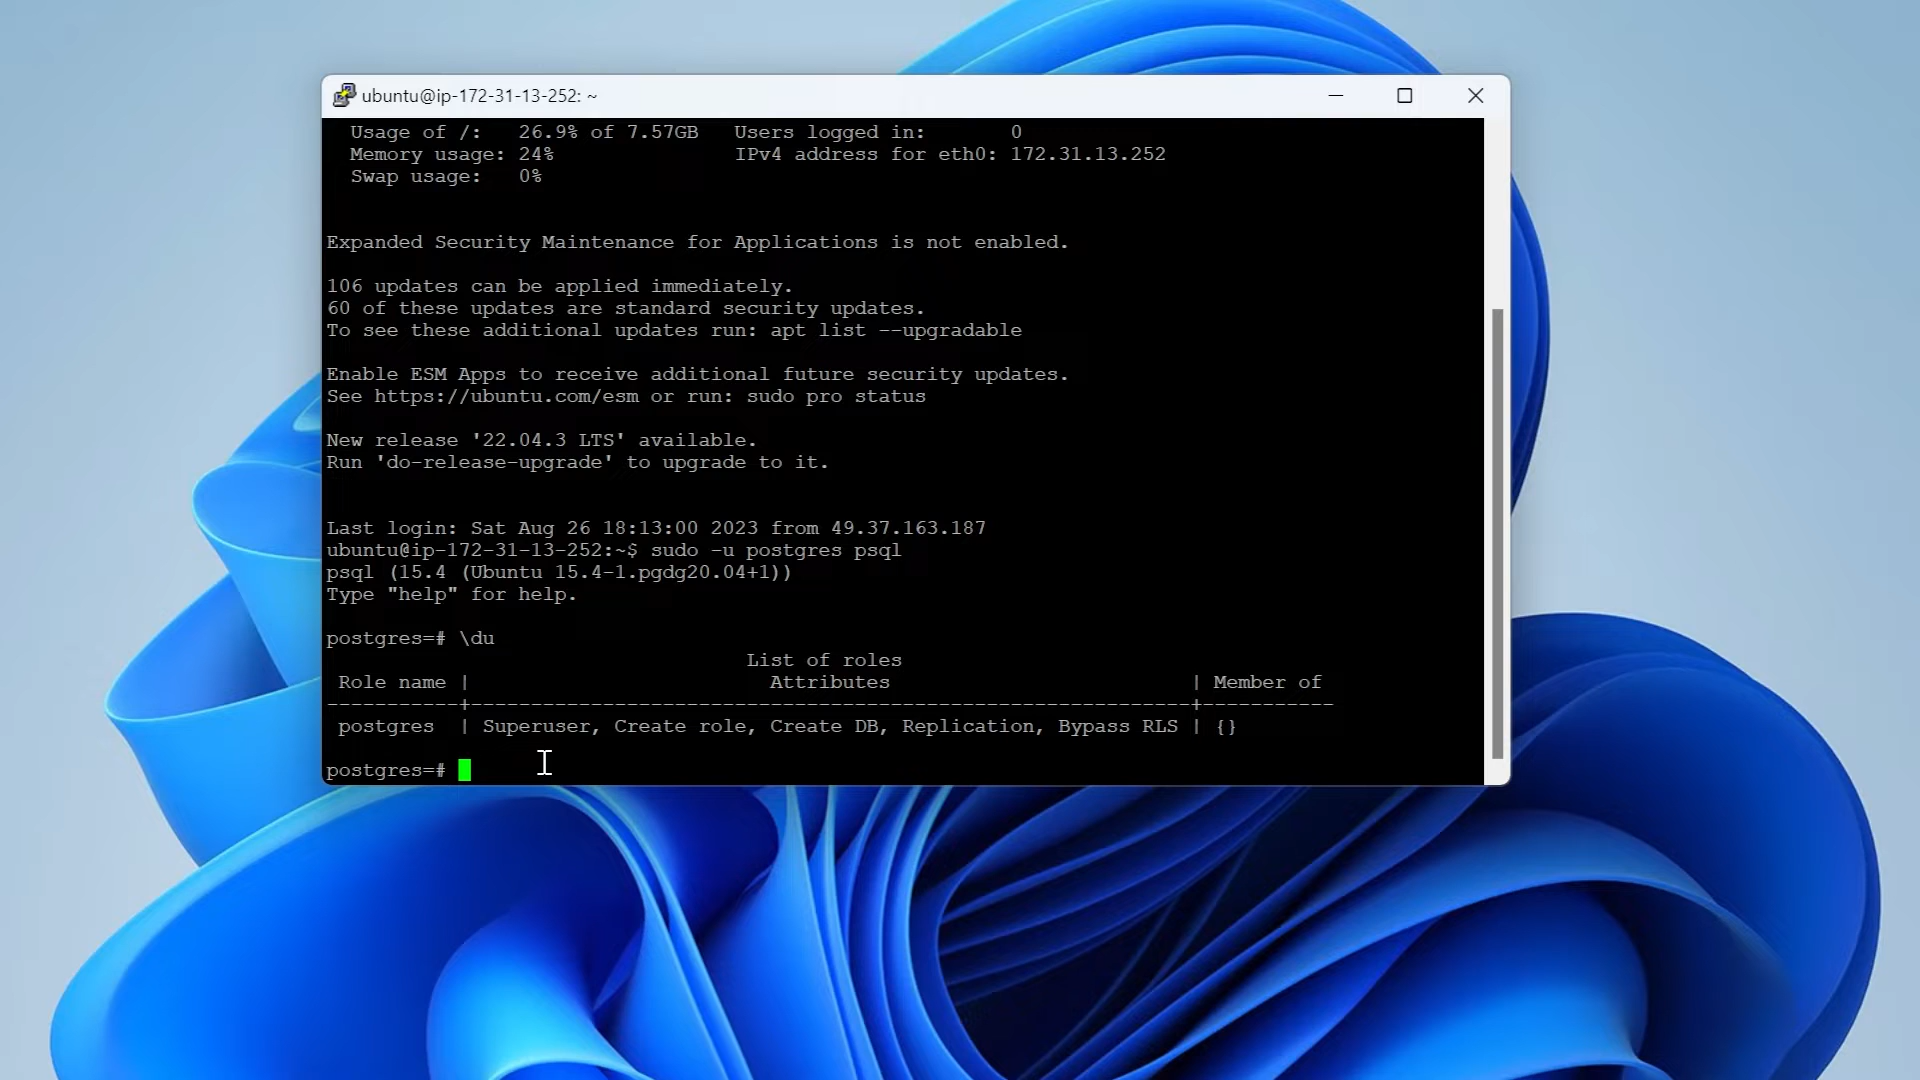 ubuntu@ip-172-31-13-252: ~
Usage of /: 26.9% of 7.57GB Users logged in: 0
Memory usage: 24% IPv4 address for eth0: 172.31.13.252
Swap usage: 0%
Expanded Security Maintenance for Applications is not enabled.
106 updates can be applied immediately.
60 of these updates are standard security updates.
To see these additional updates run: apt list --upgradable
Enable ESM Apps to receive additional future security updates.
See https://ubuntu.com/esm or run: sudo pro status
New release '22.04.3 LTS' available.
Run 'do-release-upgrade' to upgrade to it.
Last login: Sat Aug 26 18:13:00 2023 from 49.37.163.187
ubuntu@ip-172-31-13-252:~$ sudo -u postgres psql
psql (15.4 (Ubuntu 15.4-1.pgdg20.04+1))
Type "help" for help.
postgres=# \du
List of roles
Role name | Attributes | Member of
-----------+------------------------------------------------------------+-----------
postgres | Superuser, Create role, Create DB, Replication, Bypass RLS | {}
postgres=#